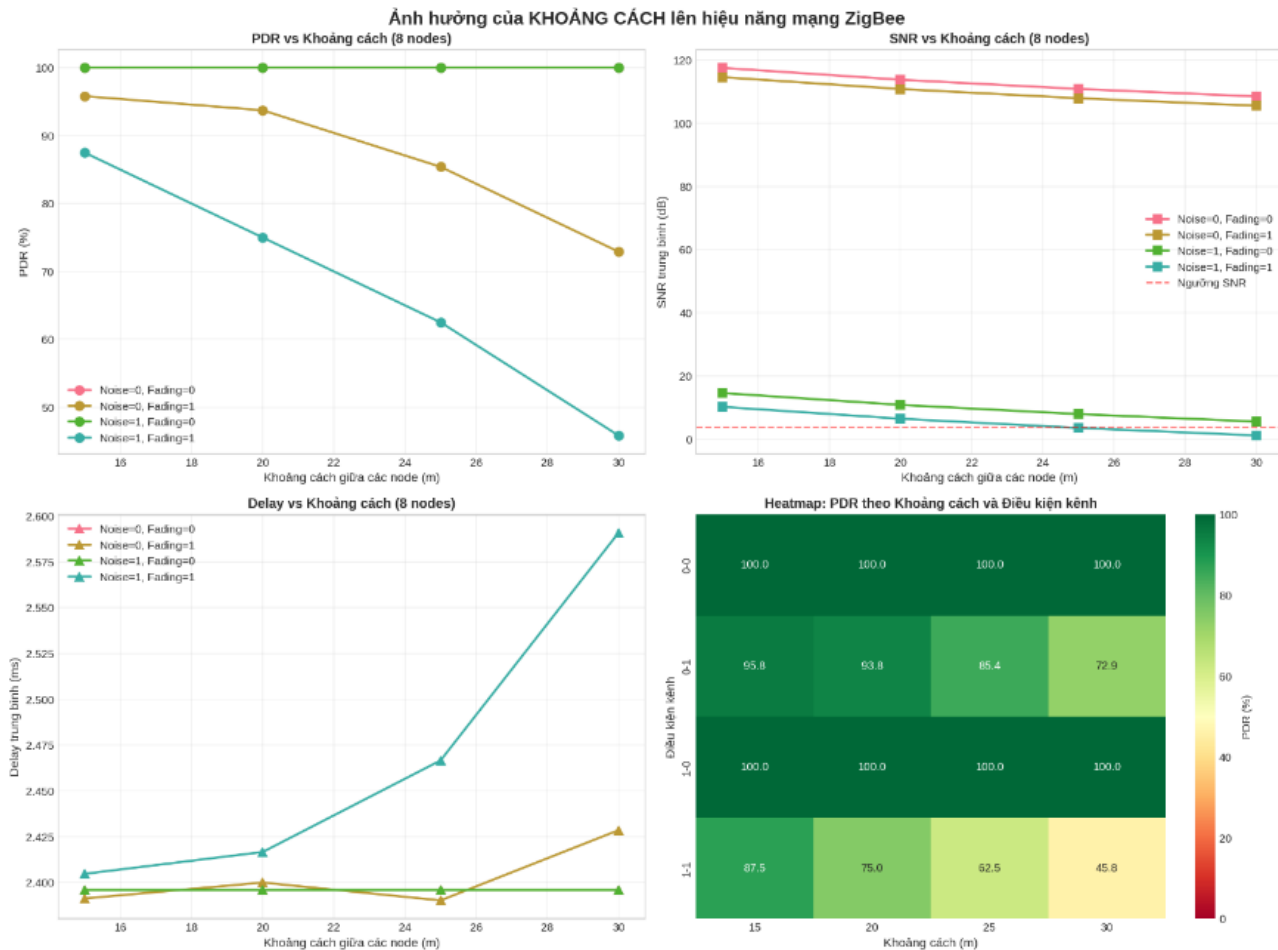 Ảnh hưởng của KHOẢNG CÁCH lên hiệu năng mạng ZigBee
PDR vs Khoảng cách (8 nodes)
100
90
80
70
60
50
PDR (%)
Noise=0, Fading=0
Noise=0, Fading=1
Noise=1, Fading=0
Noise=1, Fading=1
16 18 20 22 24 26 28 30
Khoảng cách giữa các node (m)
SNR vs Khoảng cách (8 nodes)
120
100
80
60
40
20
0
SNR trung bình (dB)
Noise=0, Fading=0
Noise=0, Fading=1
Noise=1, Fading=0
Noise=1, Fading=1
Ngưỡng SNR
16 18 20 22 24 26 28 30
Khoảng cách giữa các node (m)
Delay vs Khoảng cách (8 nodes)
2.600
2.575
2.550
2.525
2.500
2.475
2.450
2.425
2.400
Delay trung bình (ms)
Noise=0, Fading=0
Noise=0, Fading=1
Noise=1, Fading=0
Noise=1, Fading=1
16 18 20 22 24 26 28 30
Khoảng cách giữa các node (m)
Heatmap: PDR theo Khoảng cách và Điều kiện kênh
Điều kiện kênh
0-0 100.0 100.0 100.0 100.0
0-1 95.8 93.8 85.4 72.9
1-0 100.0 100.0 100.0 100.0
1-1 87.5 75.0 62.5 45.8
15 20 25 30
Khoảng cách (m)
100
80
60
40
20
0
PDR (%)